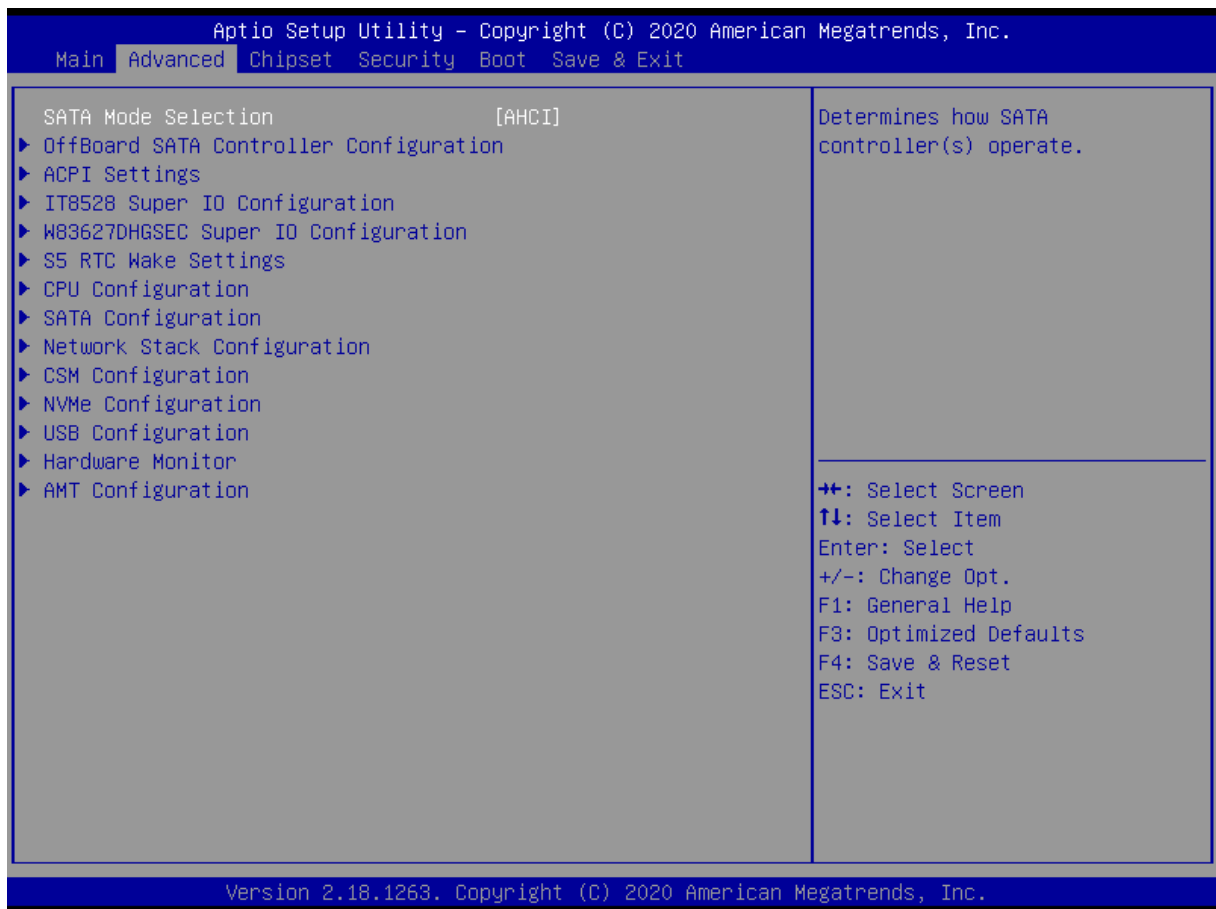 Aptio Setup Utility – Copyright (C) 2020 American Megatrends, Inc.
Main Advanced Chipset Security Boot Save & Exit
SATA Mode Selection [AHCI]
▶ OffBoard SATA Controller Configuration
▶ ACPI Settings
▶ IT8528 Super IO Configuration
▶ W83627DHGSEC Super IO Configuration
▶ S5 RTC Wake Settings
▶ CPU Configuration
▶ SATA Configuration
▶ Network Stack Configuration
▶ CSM Configuration
▶ NVMe Configuration
▶ USB Configuration
▶ Hardware Monitor
▶ AMT Configuration
Determines how SATA
controller(s) operate.
→←: Select Screen
↑↓: Select Item
Enter: Select
+/-: Change Opt.
F1: General Help
F3: Optimized Defaults
F4: Save & Reset
ESC: Exit
Version 2.18.1263. Copyright (C) 2020 American Megatrends, Inc.